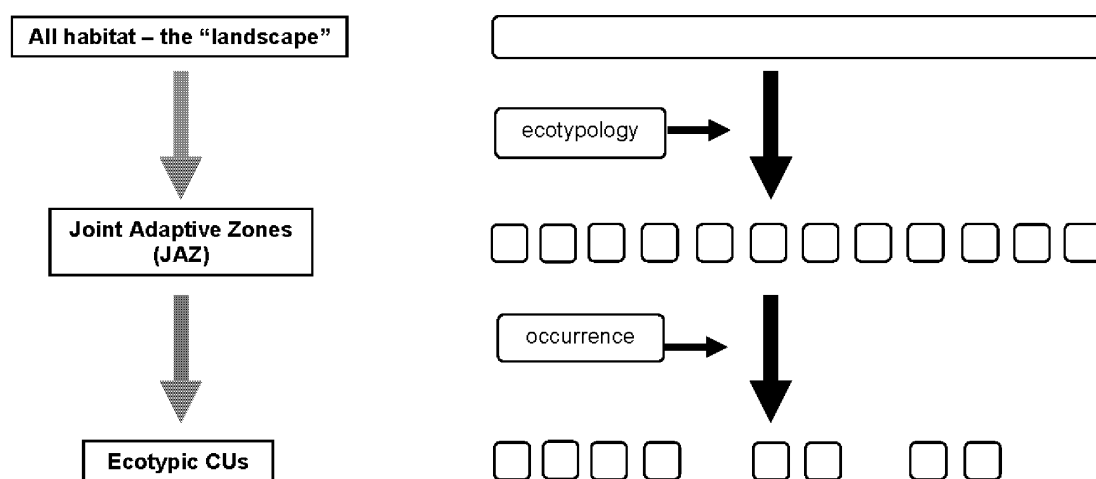 All habitat – the “landscape”
ecotypology
Joint Adaptive Zones
(JAZ)
occurrence
Ecotypic CUs